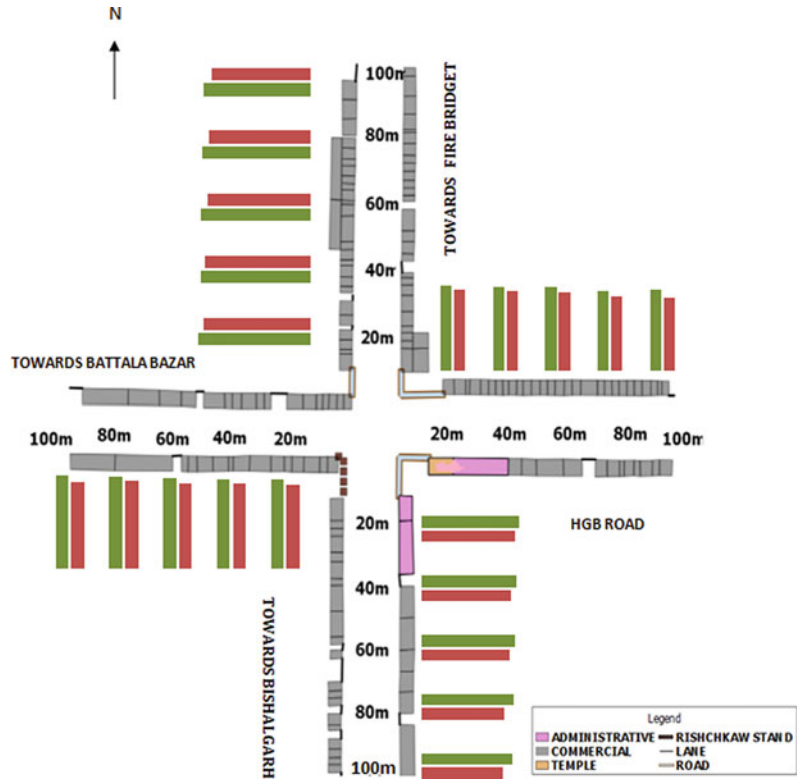 N
100m
80m
60m
40m
20m
TOWARDS FIRE BRIDGET
TOWARDS BATTALA BAZAR
100m 80m 60m 40m 20m
20m 40m 60m 80m 100m
HGB ROAD
20m
40m
60m
80m
100m
TOWARDS BISHALGARH
Legend
ADMINISTRATIVE RISHCHKAW STAND
COMMERCIAL LANE
TEMPLE ROAD